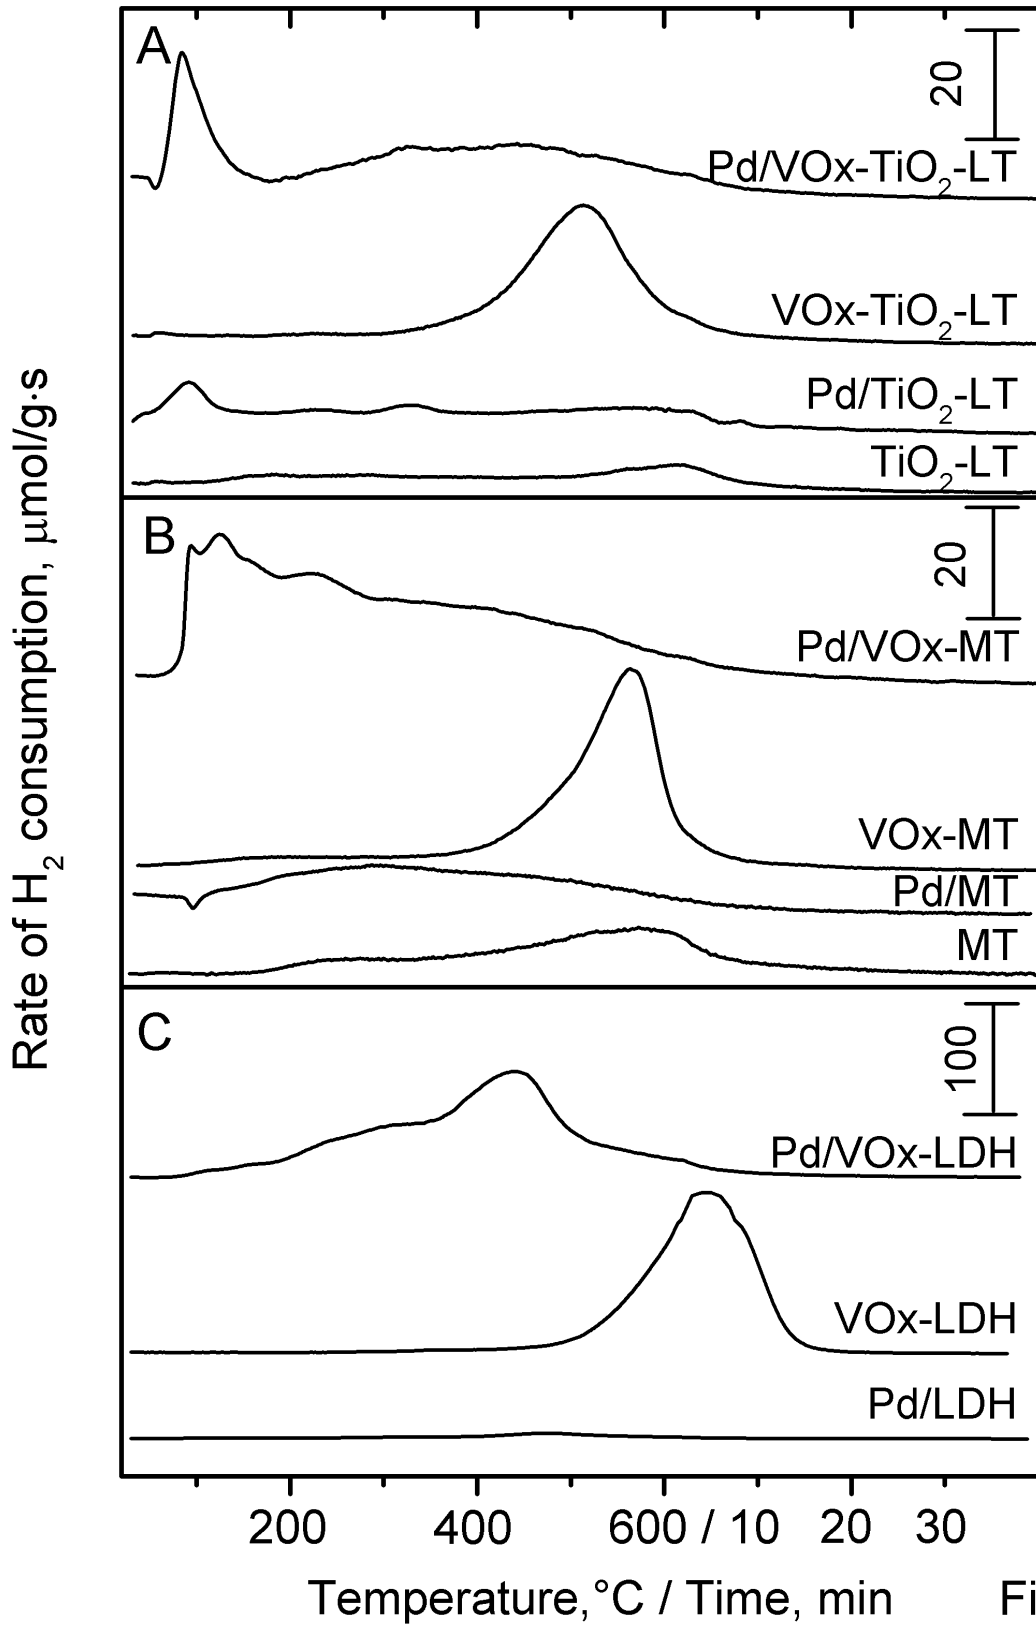 A
20
Pd/VOx-TiO₂-LT
VOx-TiO₂-LT
Pd/TiO₂-LT
TiO₂-LT
B
20
Pd/VOx-MT
VOx-MT
Pd/MT
MT
C
100
Pd/VOx-LDH
VOx-LDH
Pd/LDH
Rate of H₂ consumption, μmol/g·s
200 400 600 / 10 20 30
Temperature,°C / Time, min
Fi